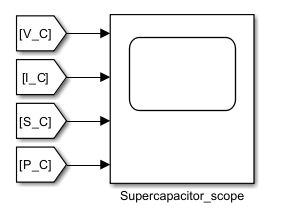 [V_C]
[I_C]
[S_C]
[P_C]
Supercapacitor_scope